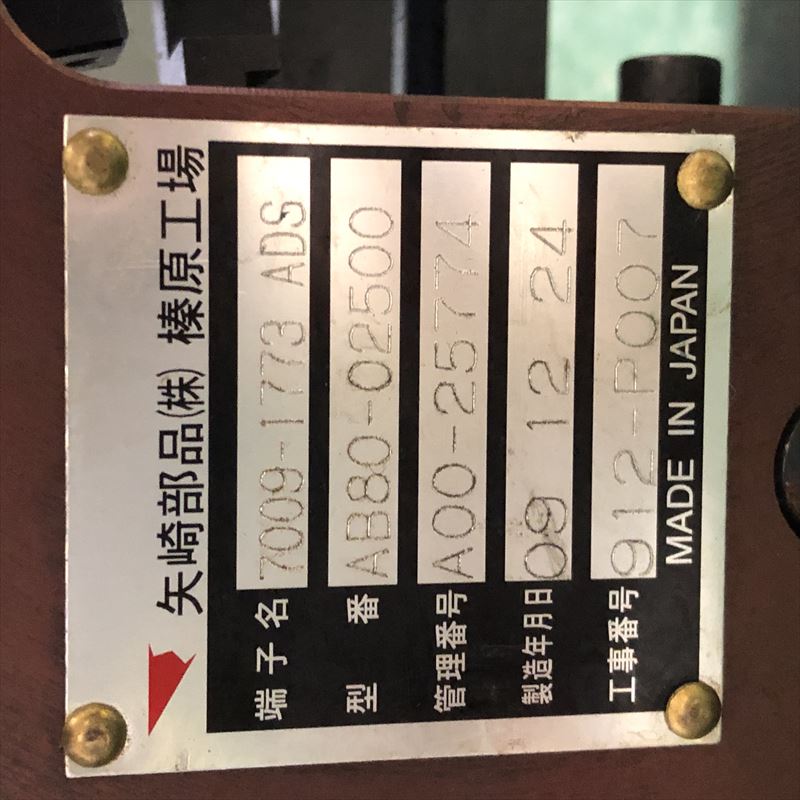 矢崎部品(株) 榛原工場
端子名 7009-1773 ADS
型番 AB80-02500
管理番号 A00-25774
製造年月日 09 12 24
工事番号 912-P007
MADE IN JAPAN